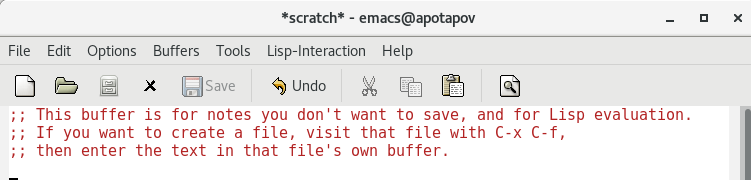 *scratch* - emacs@apotapov
File Edit Options Buffers Tools Lisp-Interaction Help
Save Undo
;; This buffer is for notes you don't want to save, and for Lisp evaluation.
;; If you want to create a file, visit that file with C-x C-f,
;; then enter the text in that file's own buffer.